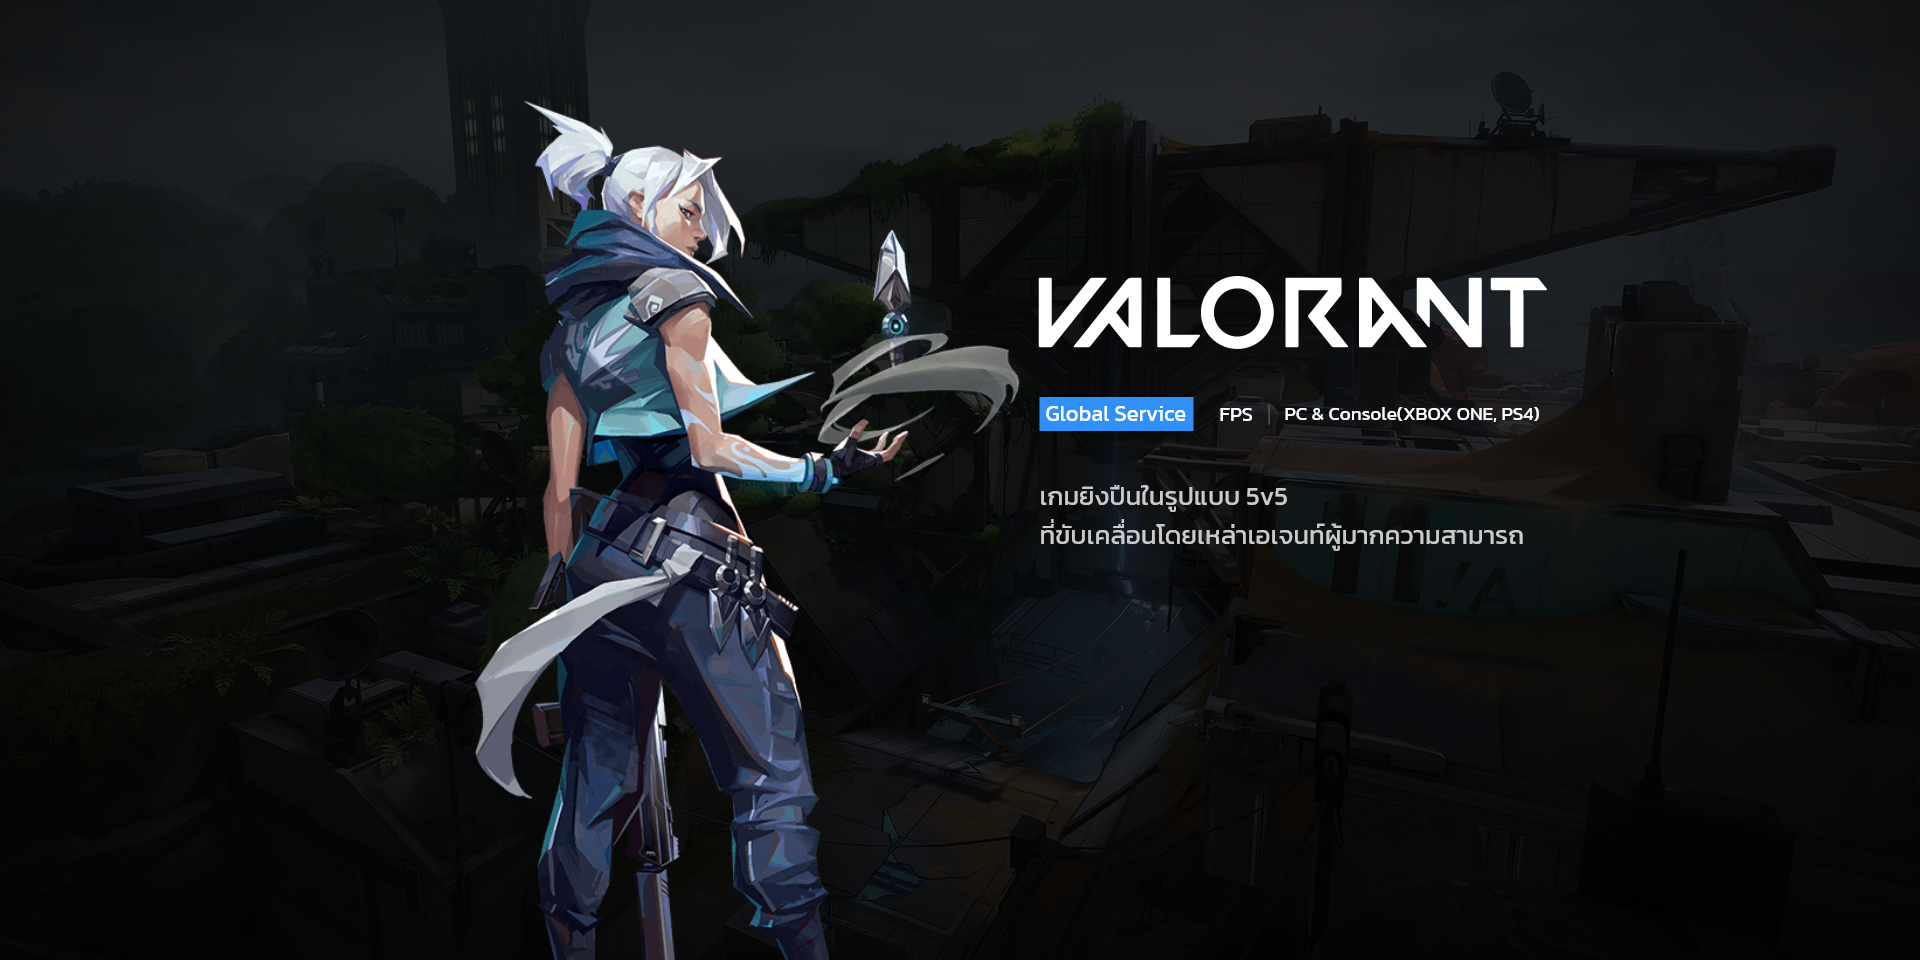 VALORANT
Global Service FPS | PC & Console(XBOX ONE, PS4)
เกมยิงปืนในรูปแบบ 5v5
ที่ขับเคลื่อนโดยเหล่าเอเจนท์ผู้มากความสามารถ